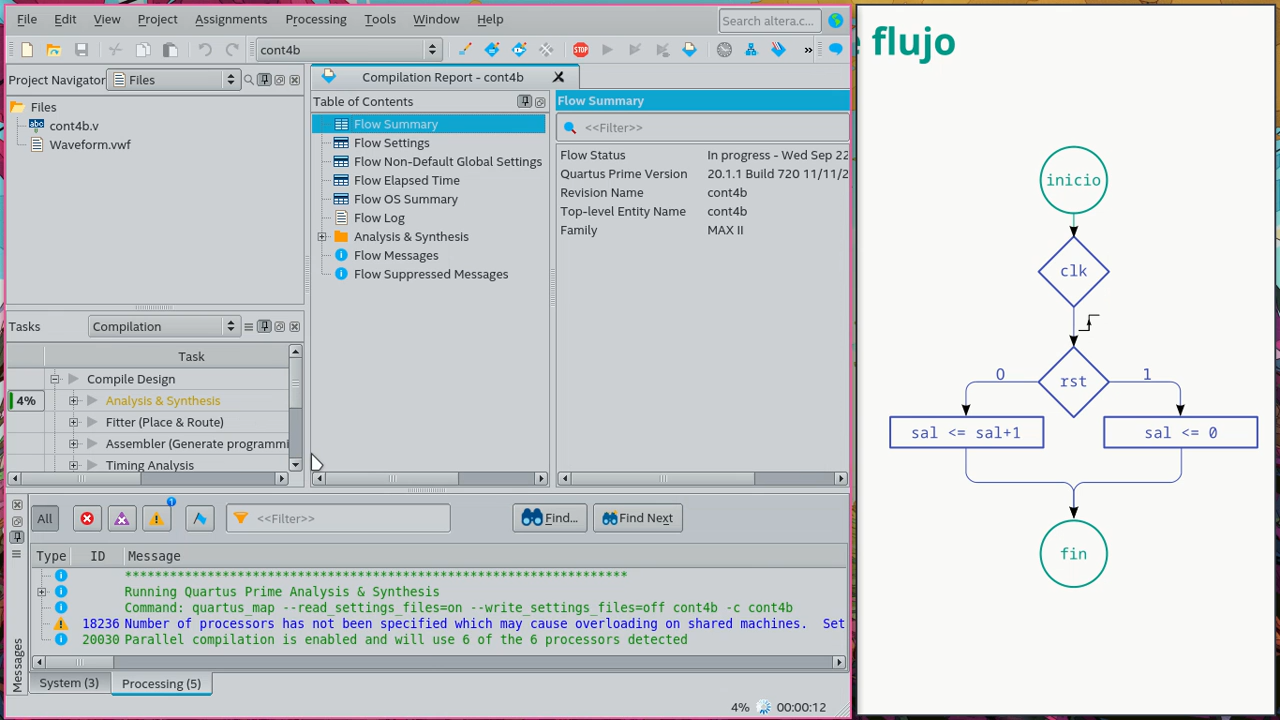 File Edit View Project Assignments Processing Tools Window Help
Search altera.c...
cont4b
STOP
»
Project Navigator
Files
Files
abc cont4b.v
Waveform.vwf
Tasks
Compilation
Task
Compile Design
4%
Analysis & Synthesis
Fitter (Place & Route)
Assembler (Generate programmi
Timing Analysis
Compilation Report - cont4b
Table of Contents
Flow Summary
Flow Settings
Flow Non-Default Global Settings
Flow Elapsed Time
Flow OS Summary
Flow Log
Analysis & Synthesis
Flow Messages
Flow Suppressed Messages
Flow Summary
<<Filter>>
Flow Status In progress - Wed Sep 22
Quartus Prime Version 20.1.1 Build 720 11/11/2
Revision Name cont4b
Top-level Entity Name cont4b
Family MAX II
All
1
<<Filter>>
Find...
Find Next
Type ID Message
*******************************************************************
Running Quartus Prime Analysis & Synthesis
Command: quartus_map --read_settings_files=on --write_settings_files=off cont4b -c cont4b
18236 Number of processors has not been specified which may cause overloading on shared machines. Set
20030 Parallel compilation is enabled and will use 6 of the 6 processors detected
Messages
System (3) Processing (5)
4% 00:00:12
e flujo
inicio
clk
rst
0
1
sal <= sal+1
sal <= 0
fin